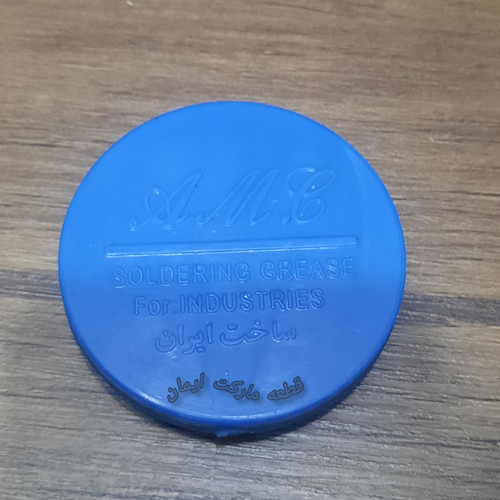 A.M.C
SOLDERING GREASE
For INDUSTRIES
ساخت ایران
قطعه مارکت ایمان